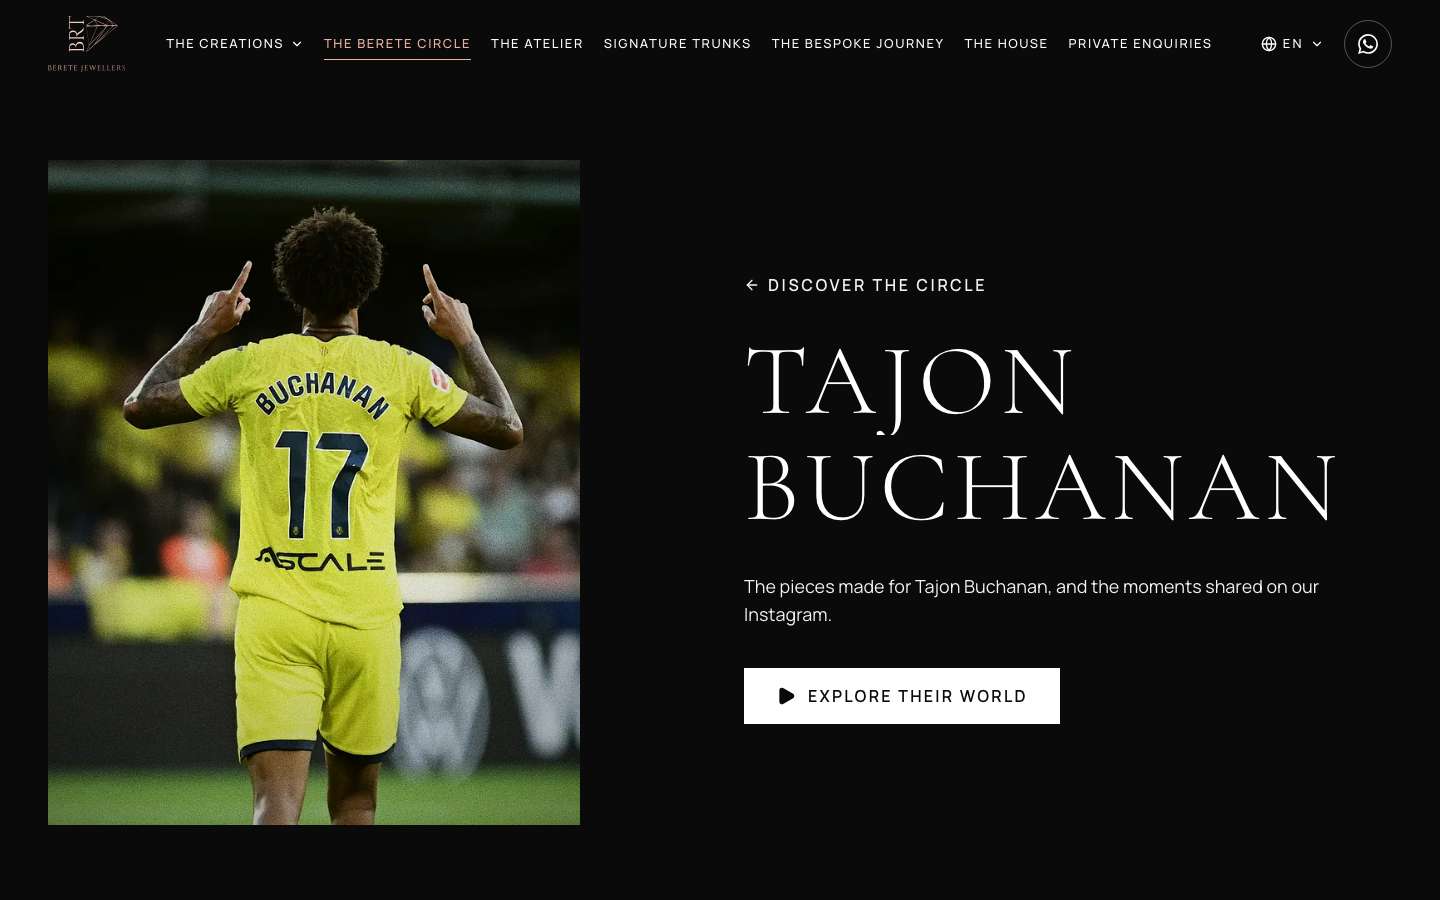 BRT
BERETE JEWELLERS
THE CREATIONS
THE BERETE CIRCLE
THE ATELIER
SIGNATURE TRUNKS
THE BESPOKE JOURNEY
THE HOUSE
PRIVATE ENQUIRIES
EN
BUCHANAN
17
ASCALE
← DISCOVER THE CIRCLE
TAJON
BUCHANAN
The pieces made for Tajon Buchanan, and the moments shared on our
Instagram.
EXPLORE THEIR WORLD